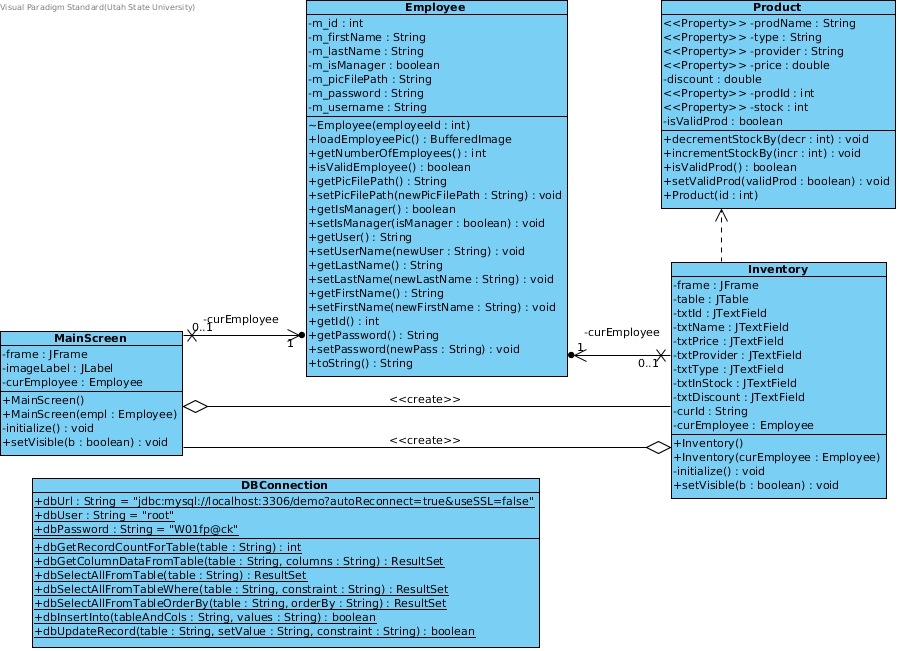 Visual Paradigm Standard(Utah State University)
Employee
-m_id : int
-m_firstName : String
-m_lastName : String
-m_isManager : boolean
-m_picFilePath : String
-m_password : String
-m_username : String
~Employee(employeeId : int)
+loadEmployeePic() : BufferedImage
+getNumberOfEmployees() : int
+isValidEmployee() : boolean
+getPicFilePath() : String
+setPicFilePath(newPicFilePath : String) : void
+getIsManager() : boolean
+setIsManager(isManager : boolean) : void
+getUser() : String
+setUserName(newUser : String) : void
+getLastName() : String
+setLastName(newLastName : String) : void
+getFirstName() : String
+setFirstName(newFirstName : String) : void
+getId() : int
+getPassword() : String
+setPassword(newPass : String) : void
+toString() : String
Product
<<Property>> -prodName : String
<<Property>> -type : String
<<Property>> -provider : String
<<Property>> -price : double
-discount : double
<<Property>> -prodId : int
<<Property>> -stock : int
-isValidProd : boolean
+decrementStockBy(decr : int) : void
+incrementStockBy(incr : int) : void
+isValidProd() : boolean
+setValidProd(validProd : boolean) : void
+Product(id : int)
Inventory
-frame : JFrame
-table : JTable
-txtId : JTextField
-txtName : JTextField
-txtPrice : JTextField
-txtProvider : JTextField
-txtType : JTextField
-txtInStock : JTextField
-txtDiscount : JTextField
-curId : String
-curEmployee : Employee
+Inventory()
+Inventory(curEmployee : Employee)
-initialize() : void
+setVisible(b : boolean) : void
-curEmployee
0..1
1
-curEmployee
1
0..1
MainScreen
-frame : JFrame
-imageLabel : JLabel
-curEmployee : Employee
+MainScreen()
+MainScreen(empl : Employee)
-initialize() : void
+setVisible(b : boolean) : void
<<create>>
<<create>>
DBConnection
+dbUrl : String = "jdbc:mysql://localhost:3306/demo?autoReconnect=true&useSSL=false"
+dbUser : String = "root"
+dbPassword : String = "W01fp@ck"
+dbGetRecordCountForTable(table : String) : int
+dbGetColumnDataFromTable(table : String, columns : String) : ResultSet
+dbSelectAllFromTable(table : String) : ResultSet
+dbSelectAllFromTableWhere(table : String, constraint : String) : ResultSet
+dbSelectAllFromTableOrderBy(table : String, orderBy : String) : ResultSet
+dbInsertInto(tableAndCols : String, values : String) : boolean
+dbUpdateRecord(table : String, setValue : String, constraint : String) : boolean